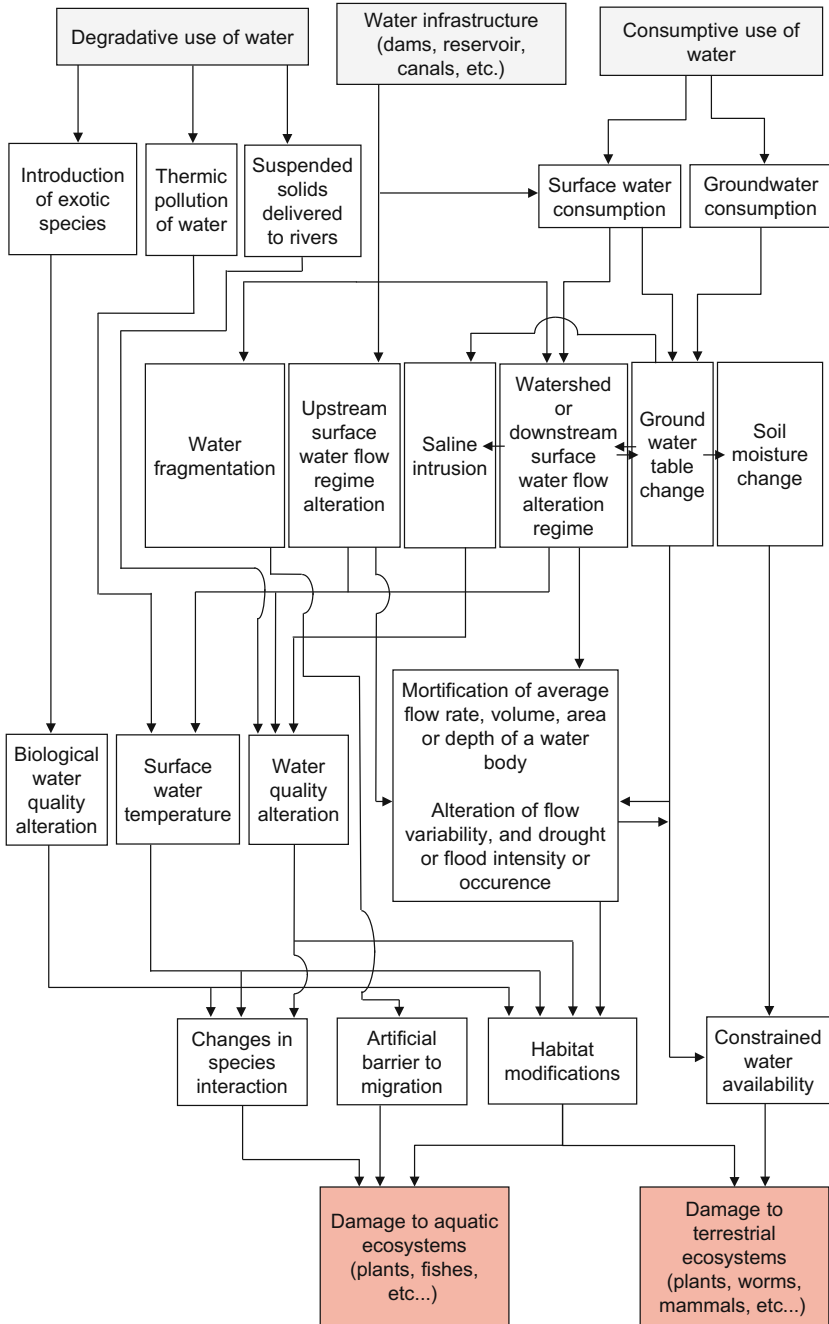 Degradative use of water
Water infrastructure
(dams, reservoir,
canals, etc.)
Consumptive use of
water
Introduction
of exotic
species
Thermic
pollution
of water
Suspended
solids
delivered
to rivers
Surface water
consumption
Groundwater
consumption
Water
fragmentation
Upstream
surface
water flow
regime
alteration
Saline
intrusion
Watershed
or
downstream
surface
water flow
alteration
regime
Ground
water
table
change
Soil
moisture
change
Biological
water
quality
alteration
Surface
water
temperature
Water
quality
alteration
Mortification of average
flow rate, volume, area
or depth of a water
body
Alteration of flow
variability, and drought
or flood intensity or
occurence
Changes in
species
interaction
Artificial
barrier to
migration
Habitat
modifications
Constrained
water
availability
Damage to aquatic
ecosystems
(plants, fishes,
etc...)
Damage to
terrestrial
ecosystems
(plants, worms,
mammals, etc...)